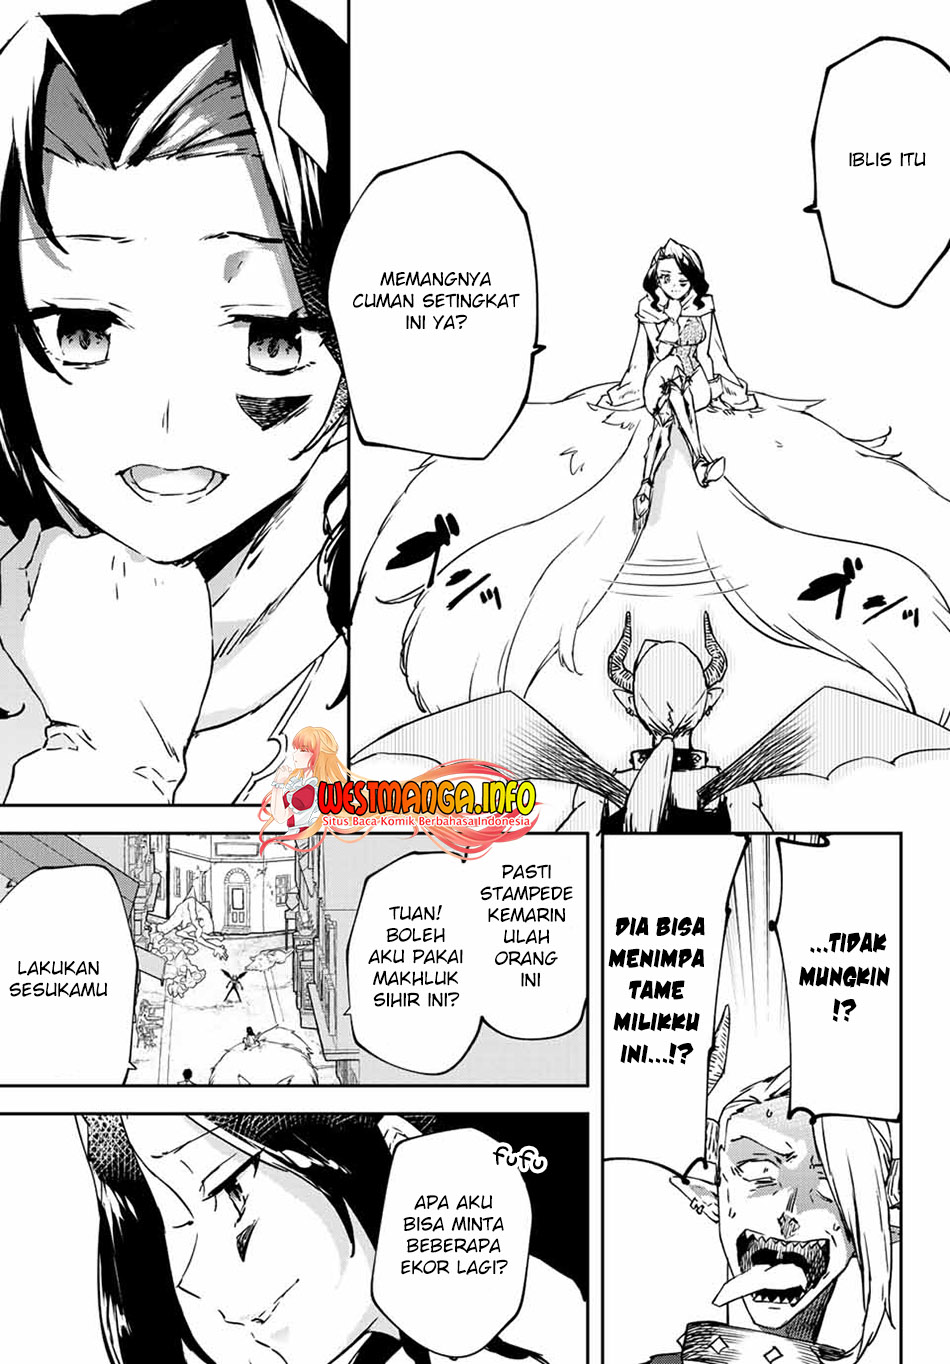 IBLIS ITU
MEMANGNYA
CUMAN SETINGKAT
INI YA?
WESTMANGA.INFO
Situs Baca Komik Berbahasa Indonesia
...TIDAK
MUNGKIN
!?
DIA BISA
MENIMPA
TAME
MILIKKU
INI...!?
PASTI
STAMPEDE
KEMARIN
ULAH
ORANG
INI
TUAN!
BOLEH
AKU PAKAI
MAKHLUK
SIHIR INI?
LAKUKAN
SESUKAMU
FUFU
APA AKU
BISA MINTA
BEBERAPA
EKOR LAGI?